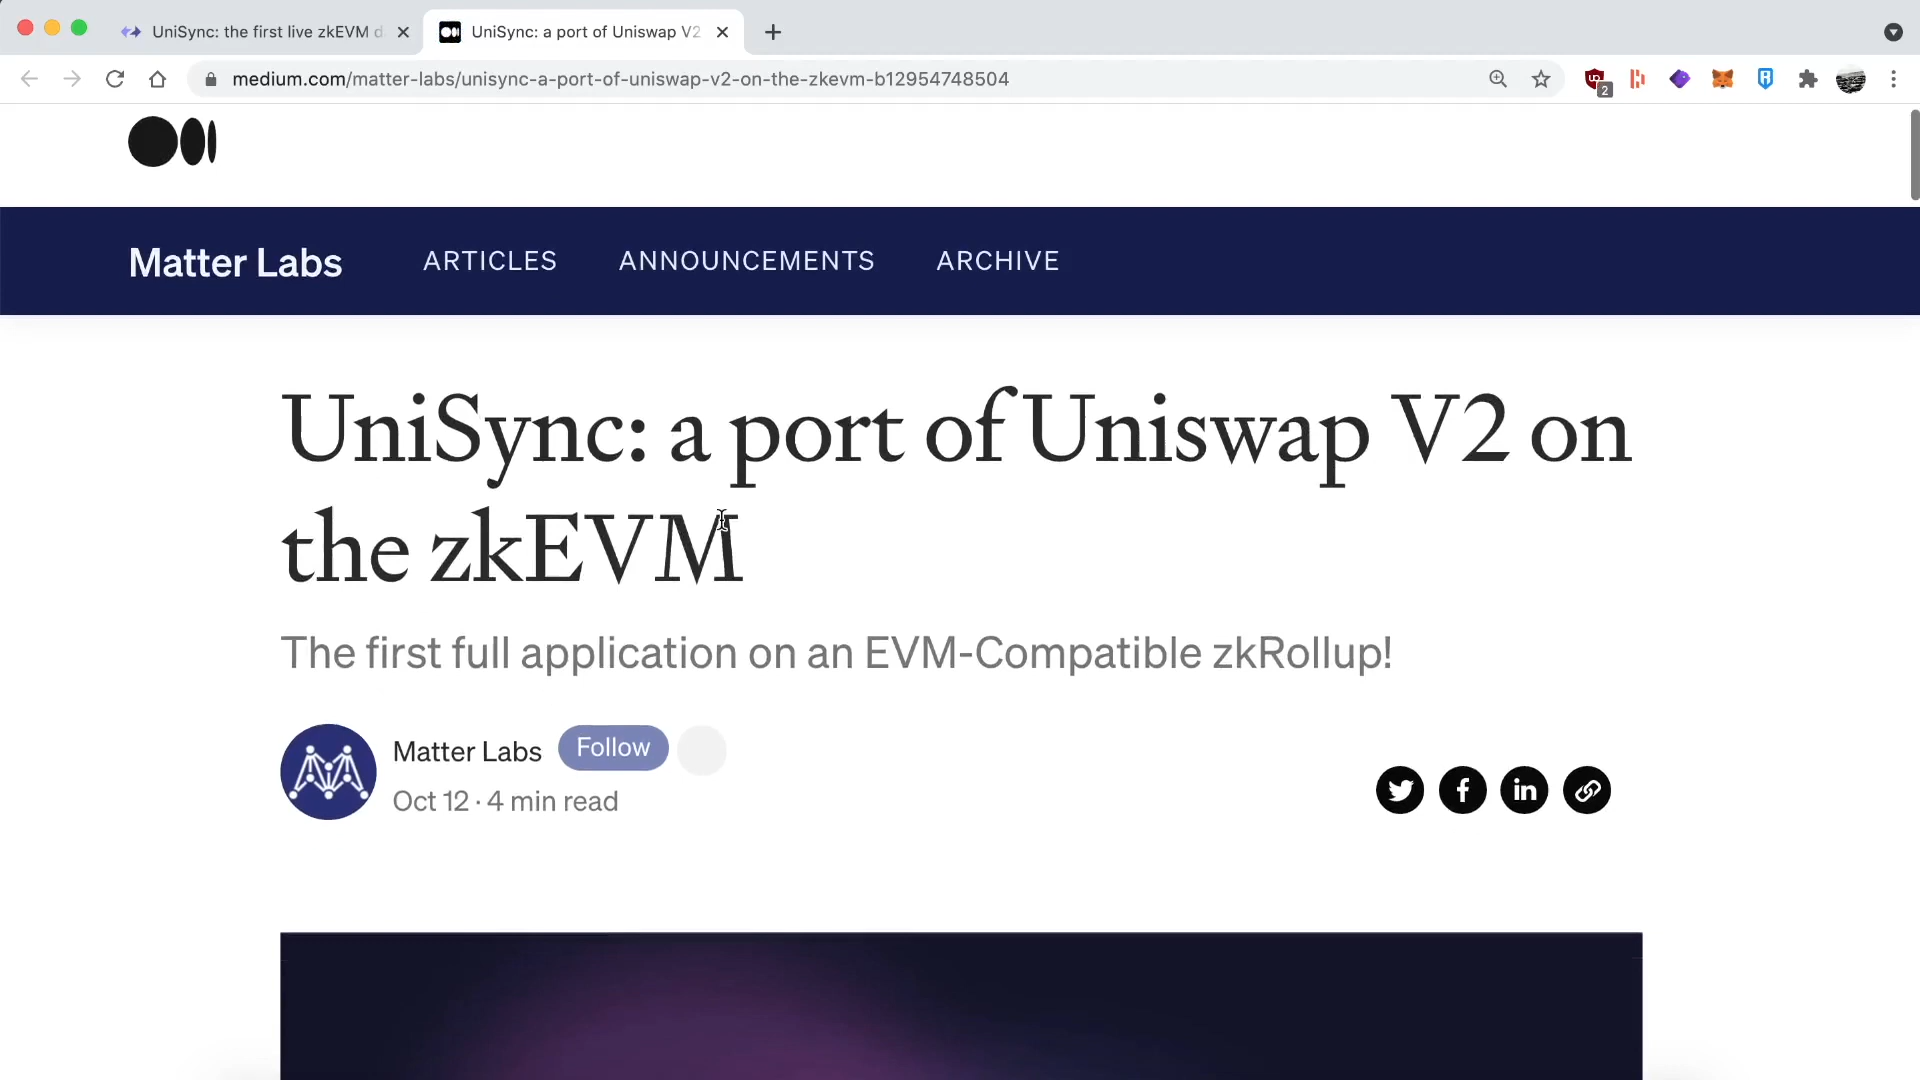 UniSync: the first live zkEVM d
UniSync: a port of Uniswap V2
medium.com/matter-labs/unisync-a-port-of-uniswap-v2-on-the-zkevm-b12954748504
2
Matter Labs
ARTICLES
ANNOUNCEMENTS
ARCHIVE
UniSync: a port of Uniswap V2 on
the zkEVM
The first full application on an EVM-Compatible zkRollup!
Matter Labs
Follow
Oct 12 · 4 min read